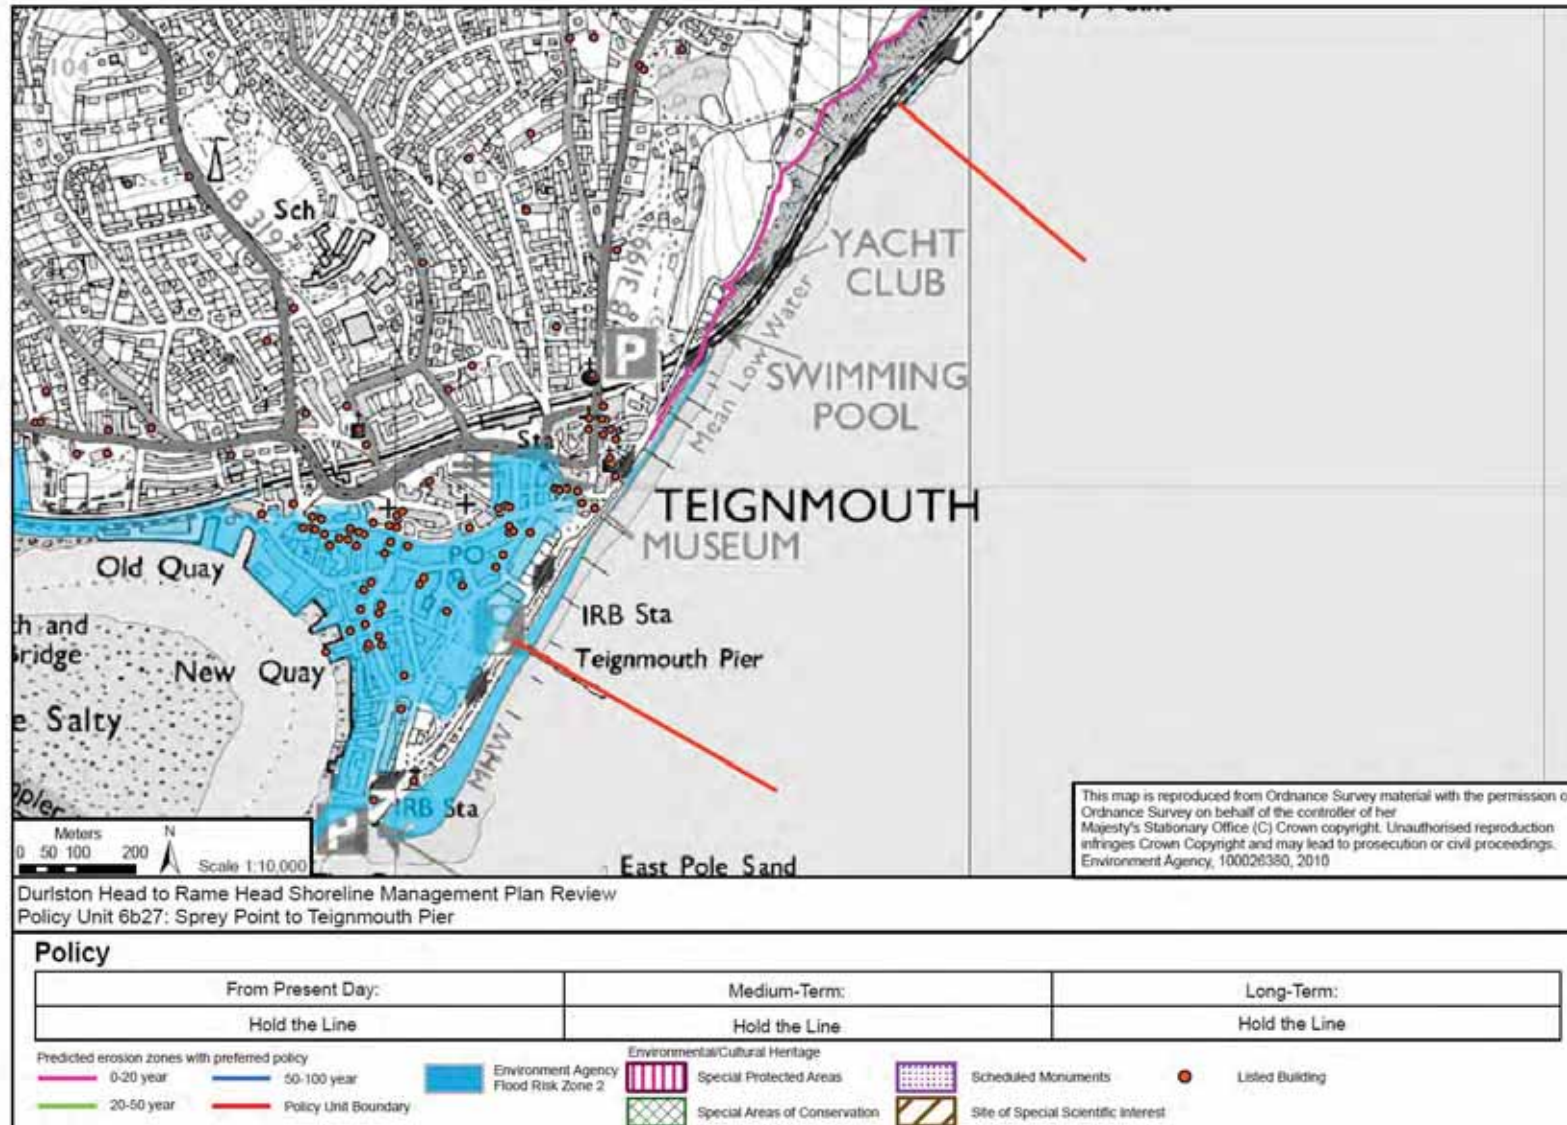 Sprey Point
104
B 3192
Sch
B 3199
YACHT
CLUB
P
Mean Low Water
SWIMMING
POOL
Sta
TEIGNMOUTH
MUSEUM
PO
Old Quay
IRB Sta
Teignmouth Pier
th and
Bridge
New Quay
e Salty
MHW
IRB Sta
P
East Pole Sand
Meters
N
0 50 100 200
Scale 1:10,000
This map is reproduced from Ordnance Survey material with the permission o
Ordnance Survey on behalf of the controller of her
Majesty's Stationary Office (C) Crown copyright. Unauthorised reproduction
infringes Crown Copyright and may lead to prosecution or civil proceedings.
Environment Agency, 100026380, 2010
Durlston Head to Rame Head Shoreline Management Plan Review
Policy Unit 6b27: Sprey Point to Teignmouth Pier
Policy
From Present Day: Medium-Term: Long-Term:
Hold the Line Hold the Line Hold the Line
Predicted erosion zones with preferred policy
0-20 year
50-100 year
20-50 year
Policy Unit Boundary
Environment Agency
Flood Risk Zone 2
Environmental/Cultural Heritage
Special Protected Areas
Scheduled Monuments
Listed Building
Special Areas of Conservation
Site of Special Scientific Interest